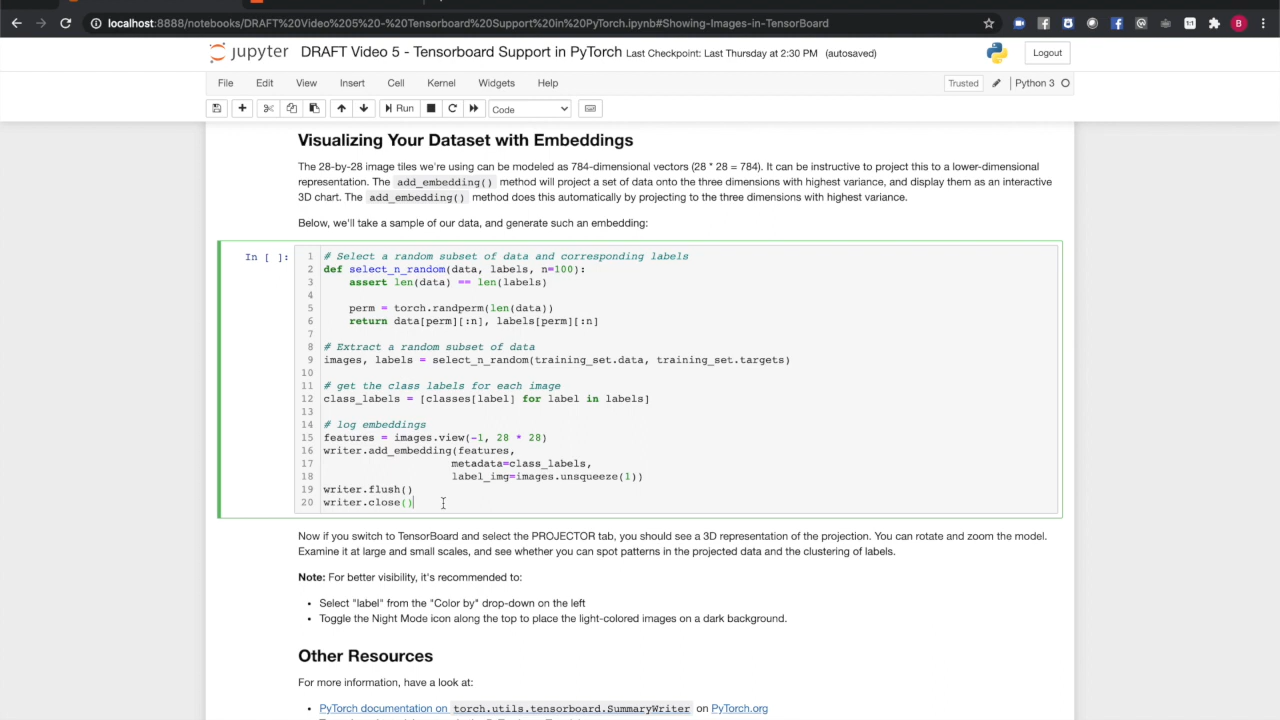 localhost:8888/notebooks/DRAFT%20Video%205%20-%20Tensorboard%20Support%20in%20PyTorch.ipynb#Showing-Images-in-TensorBoard
1:1
B
jupyter DRAFT Video 5 - Tensorboard Support in PyTorch Last Checkpoint: Last Thursday at 2:30 PM (autosaved)
Logout
File Edit View Insert Cell Kernel Widgets Help
Trusted Python 3
Run Code
Visualizing Your Dataset with Embeddings
The 28-by-28 image tiles we're using can be modeled as 784-dimensional vectors (28 * 28 = 784). It can be instructive to project this to a lower-dimensional
representation. The add_embedding() method will project a set of data onto the three dimensions with highest variance, and display them as an interactive
3D chart. The add_embedding() method does this automatically by projecting to the three dimensions with highest variance.
Below, we'll take a sample of our data, and generate such an embedding:
In [ ]:
1 # Select a random subset of data and corresponding labels
2 def select_n_random(data, labels, n=100):
3     assert len(data) == len(labels)
4
5     perm = torch.randperm(len(data))
6     return data[perm][:n], labels[perm][:n]
7
8 # Extract a random subset of data
9 images, labels = select_n_random(training_set.data, training_set.targets)
10
11 # get the class labels for each image
12 class_labels = [classes[label] for label in labels]
13
14 # log embeddings
15 features = images.view(-1, 28 * 28)
16 writer.add_embedding(features,
17                     metadata=class_labels,
18                     label_img=images.unsqueeze(1))
19 writer.flush()
20 writer.close()
Now if you switch to TensorBoard and select the PROJECTOR tab, you should see a 3D representation of the projection. You can rotate and zoom the model.
Examine it at large and small scales, and see whether you can spot patterns in the projected data and the clustering of labels.
Note: For better visibility, it's recommended to:
• Select "label" from the "Color by" drop-down on the left
• Toggle the Night Mode icon along the top to place the light-colored images on a dark background.
Other Resources
For more information, have a look at:
• PyTorch documentation on torch.utils.tensorboard.SummaryWriter on PyTorch.org